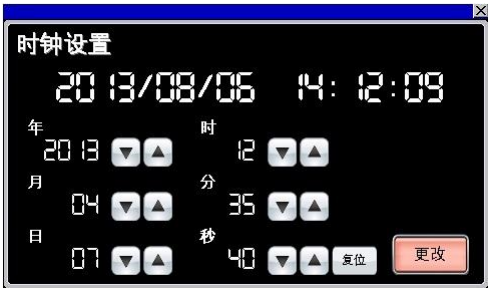 时钟设置
2013/08/06 14:12:09
年 时
2013 12
月 分
04 35
日 秒
07 40 复位 更改